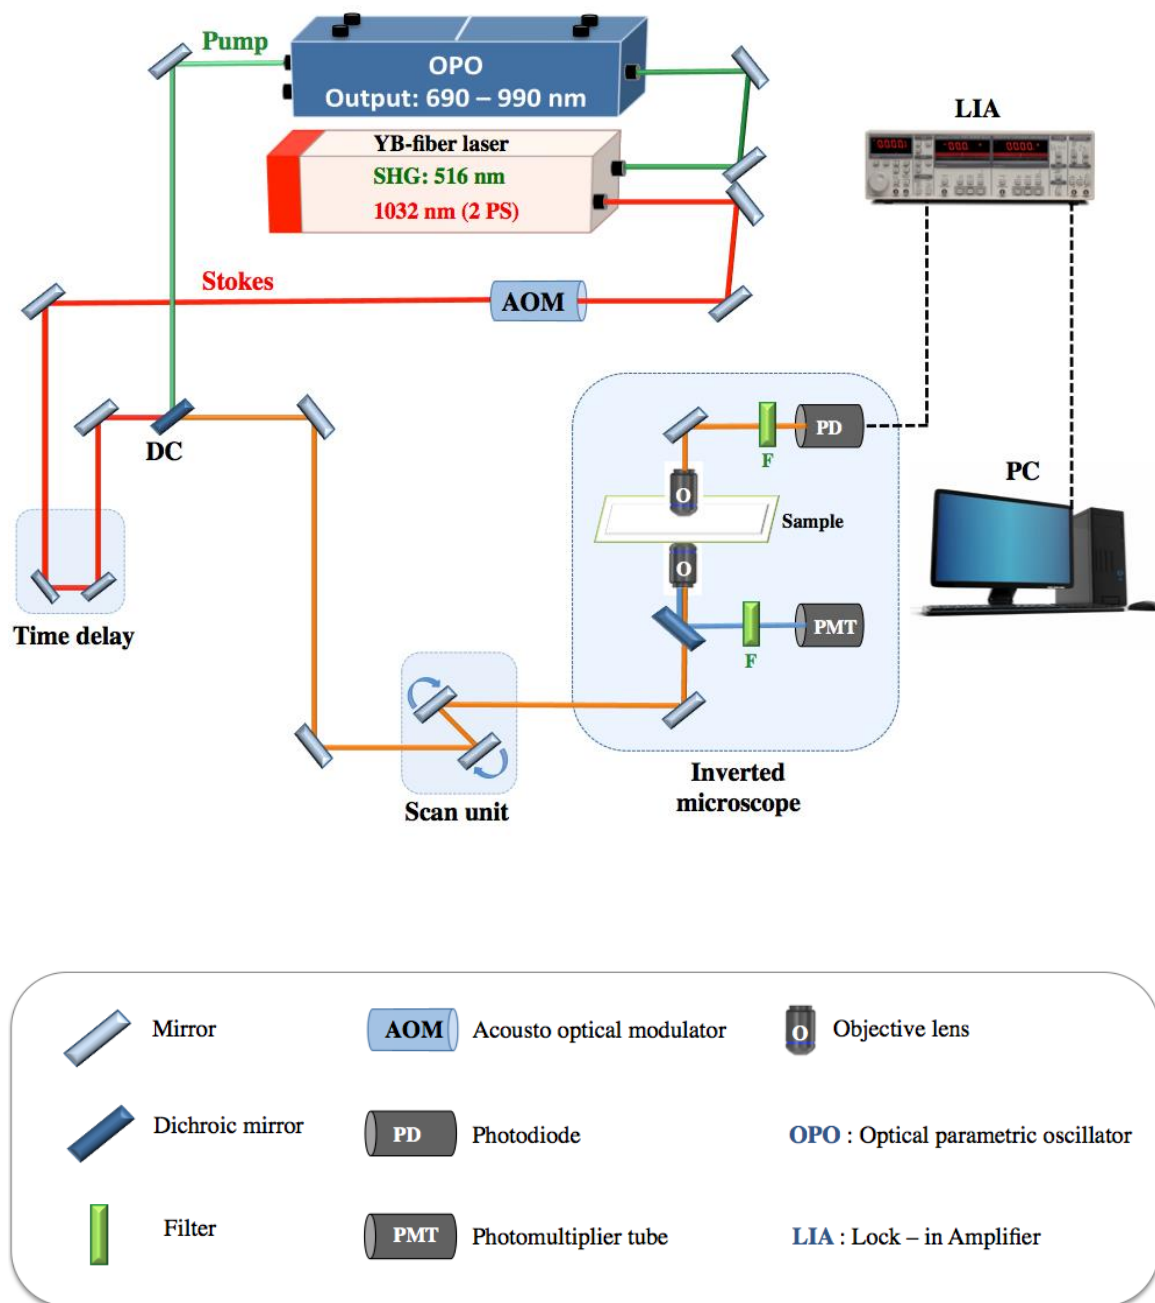 Pump
OPO
Output: 690 – 990 nm
YB-fiber laser
SHG: 516 nm
1032 nm (2 PS)
LIA
Stokes
AOM
DC
PD
F
O
Sample
PC
O
PMT
F
Time delay
Inverted
microscope
Scan unit
Mirror
AOM
Acousto optical modulator
O
Objective lens
Dichroic mirror
PD
Photodiode
OPO : Optical parametric oscillator
Filter
PMT
Photomultiplier tube
LIA : Lock – in Amplifier